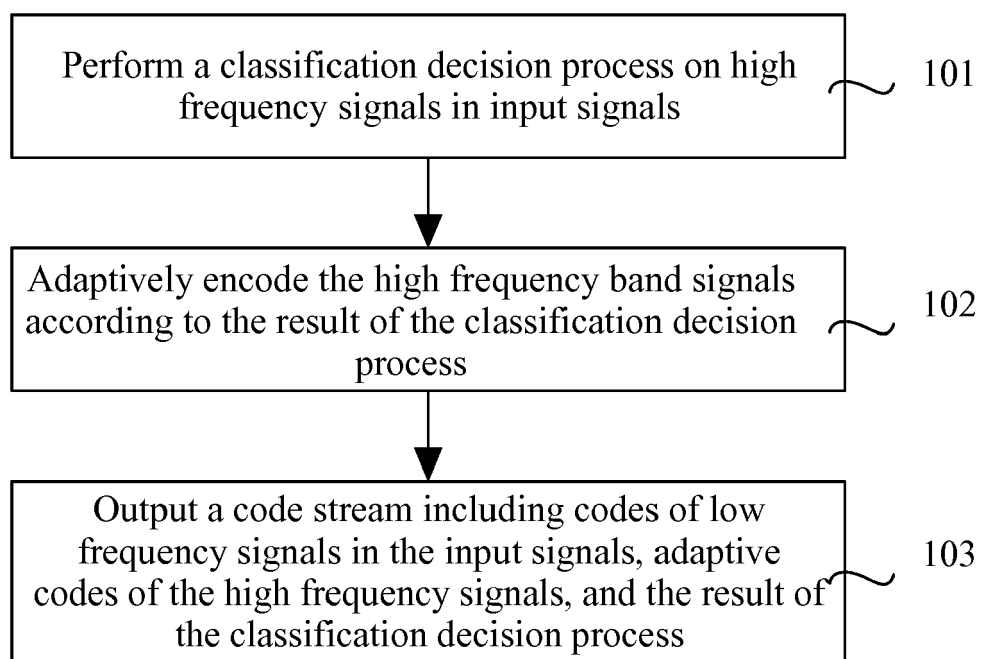 Perform a classification decision process on high
frequency signals in input signals
101
Adaptively encode the high frequency band signals
according to the result of the classification decision
process
102
Output a code stream including codes of low
frequency signals in the input signals, adaptive
codes of the high frequency signals, and the result of
the classification decision process
103